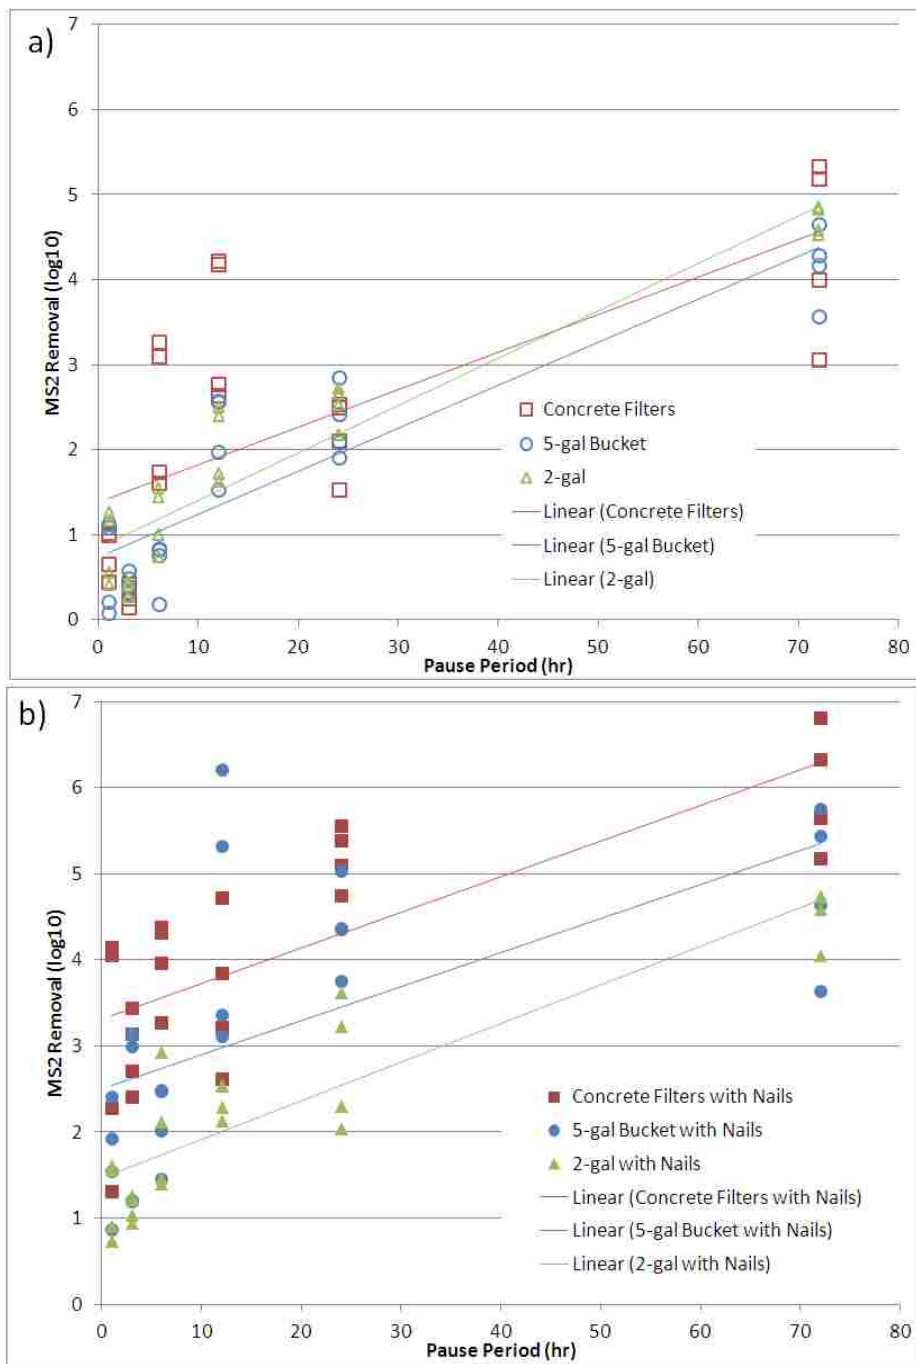 a)
7
6
5
4
3
2
1
0
MS2 Removal (log10)
Concrete Filters
5-gal Bucket
2-gal
Linear (Concrete Filters)
Linear (5-gal Bucket)
Linear (2-gal)
0 10 20 30 40 50 60 70 80
Pause Period (hr)
b)
7
6
5
4
3
2
1
0
MS2 Removal (log10)
Concrete Filters with Nails
5-gal Bucket with Nails
2-gal with Nails
Linear (Concrete Filters with Nails)
Linear (5-gal Bucket with Nails)
Linear (2-gal with Nails)
0 10 20 30 40 50 60 70 80
Pause Period (hr)